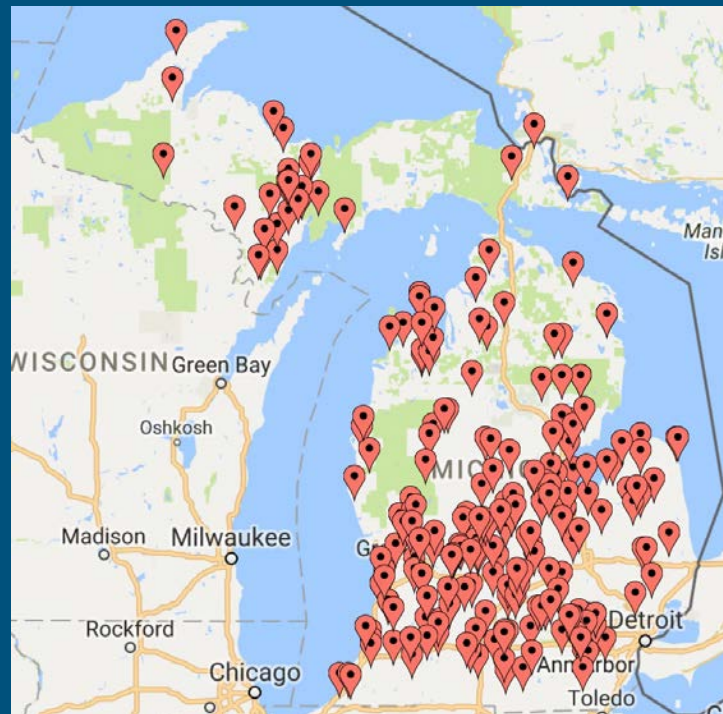 Man
Isl
WISCONSIN
Green Bay
Oshkosh
MIC
Madison
Milwaukee
G
Rockford
Detroit
Ann Arbor
Chicago
Toledo